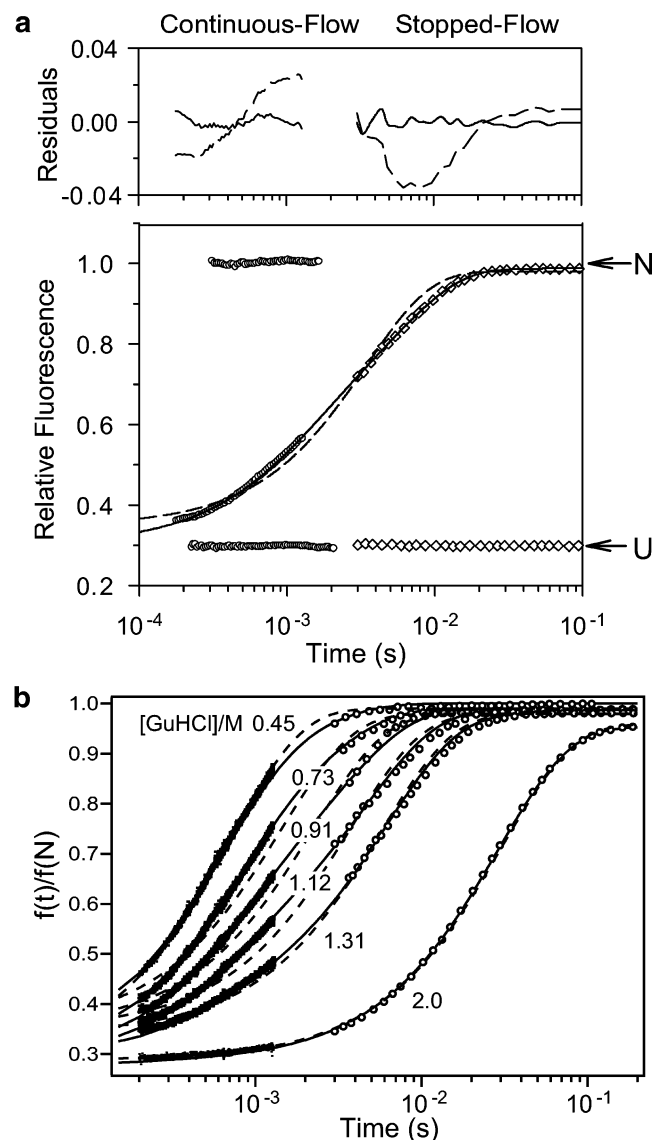 a
Continuous-Flow Stopped-Flow
0.04
0.00
-0.04
Residuals
1.0
0.8
0.6
0.4
0.2
Relative Fluorescence
N
U
10⁻⁴ 10⁻³ 10⁻² 10⁻¹
Time (s)
b
1.0
0.9
0.8
0.7
0.6
0.5
0.4
0.3
f(t)/f(N)
[GuHCl]/M 0.45
0.73
0.91
1.12
1.31
2.0
10⁻³ 10⁻² 10⁻¹
Time (s)